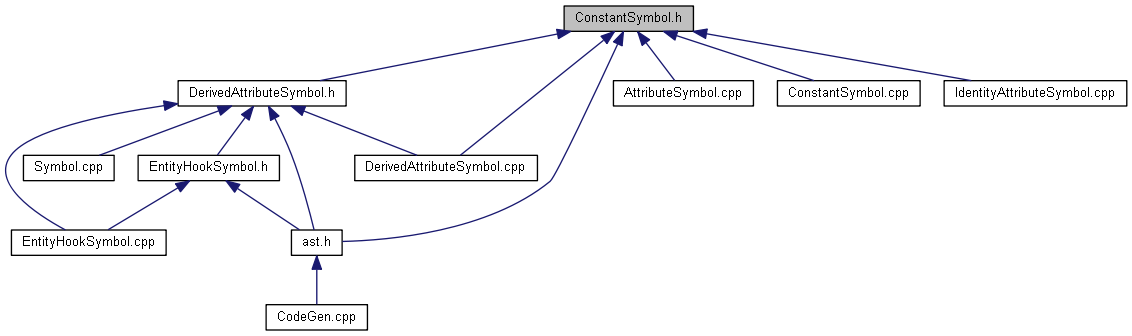 ConstantSymbol.h
DerivedAttributeSymbol.h
AttributeSymbol.cpp
ConstantSymbol.cpp
IdentityAttributeSymbol.cpp
Symbol.cpp
EntityHookSymbol.h
DerivedAttributeSymbol.cpp
EntityHookSymbol.cpp
ast.h
CodeGen.cpp